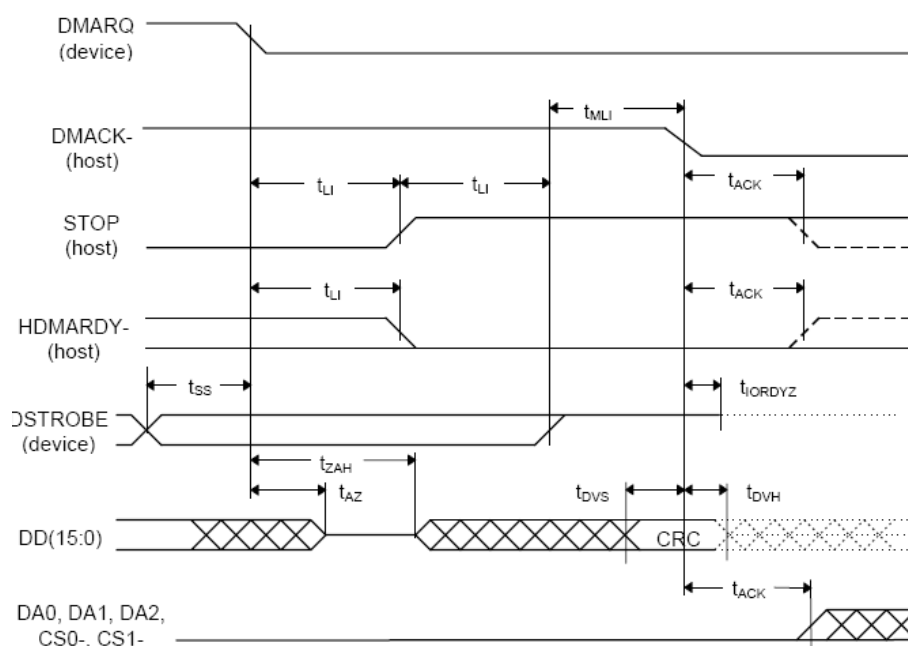 DMARQ
(device)
tMLI
DMACK-
(host)
tLI
tLI
tACK
STOP
(host)
tLI
tACK
HDMARDY-
(host)
tSS
tIORDYZ
DSTROBE
(device)
tZAH
tAZ
tDVS
tDVH
DD(15:0)
CRC
tACK
DA0, DA1, DA2,
CS0-, CS1-